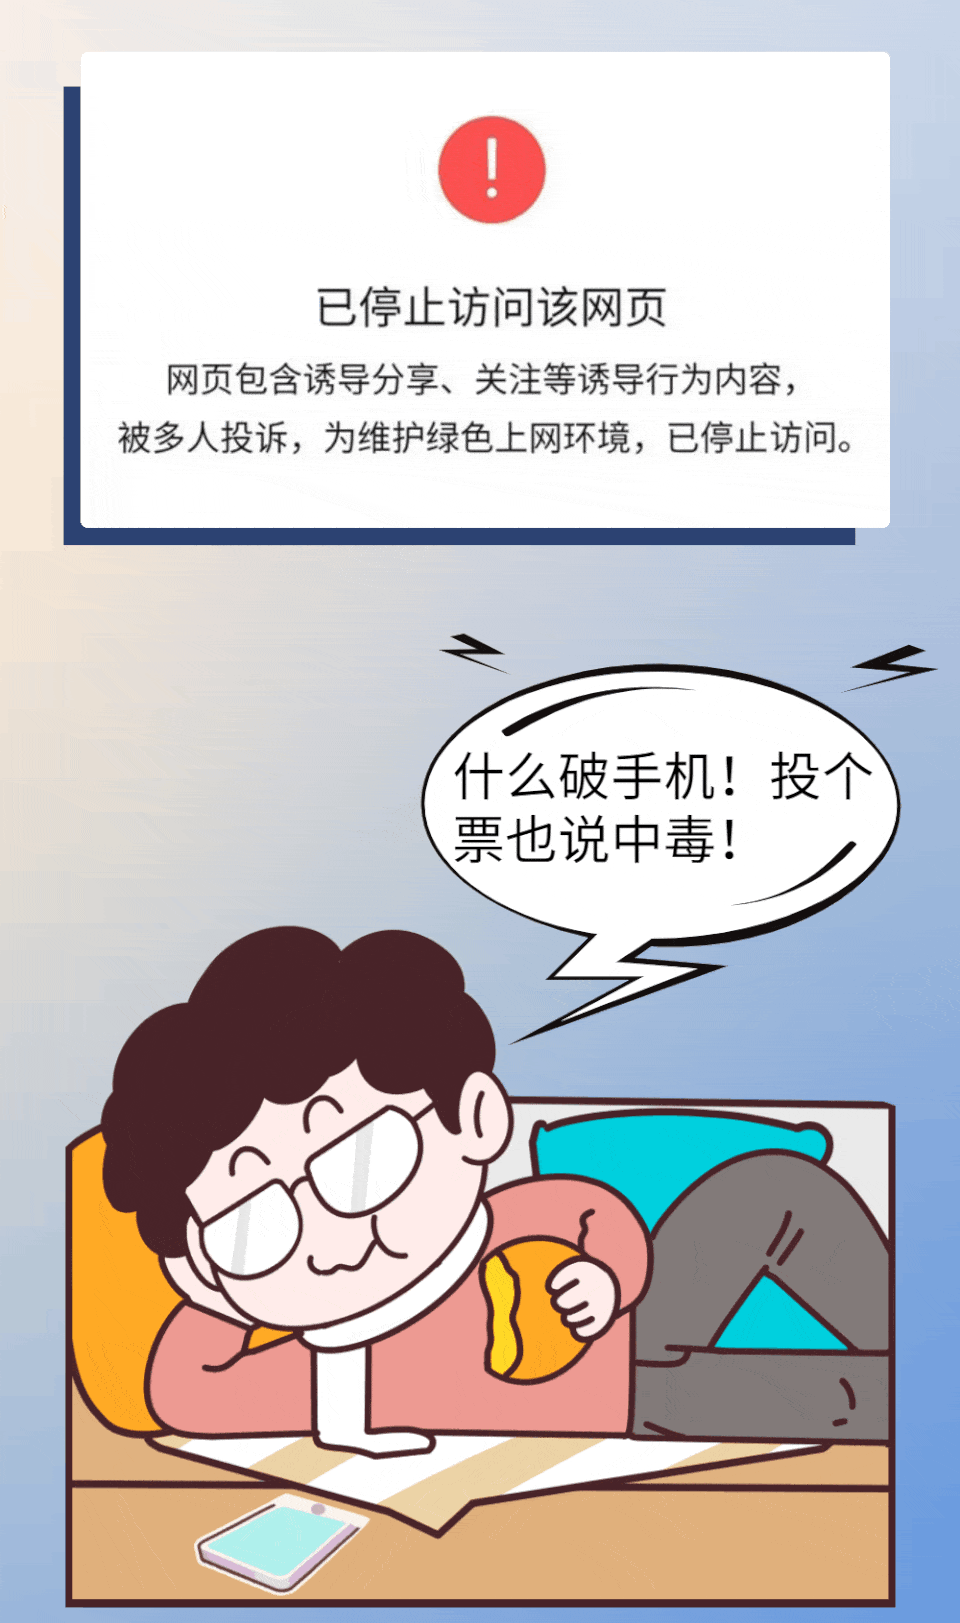 已停止访问该网页
网页包含诱导分享、关注等诱导行为内容，
被多人投诉，为维护绿色上网环境，已停止访问。
什么破手机！投个
票也说中毒！